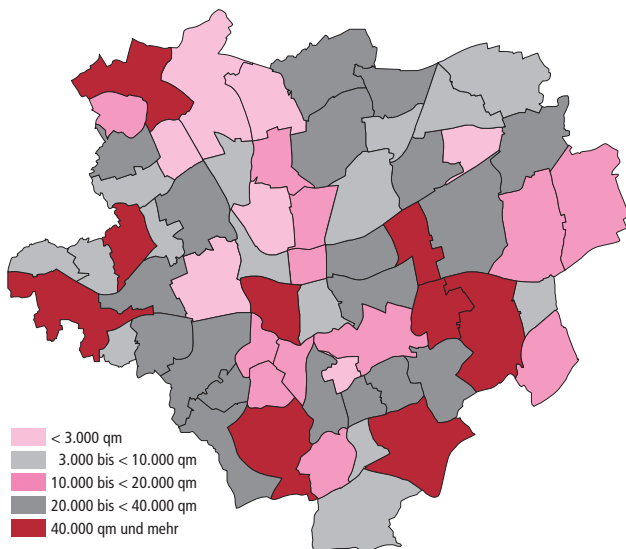 < 3.000 qm
3.000 bis < 10.000 qm
10.000 bis < 20.000 qm
20.000 bis < 40.000 qm
40.000 qm und mehr